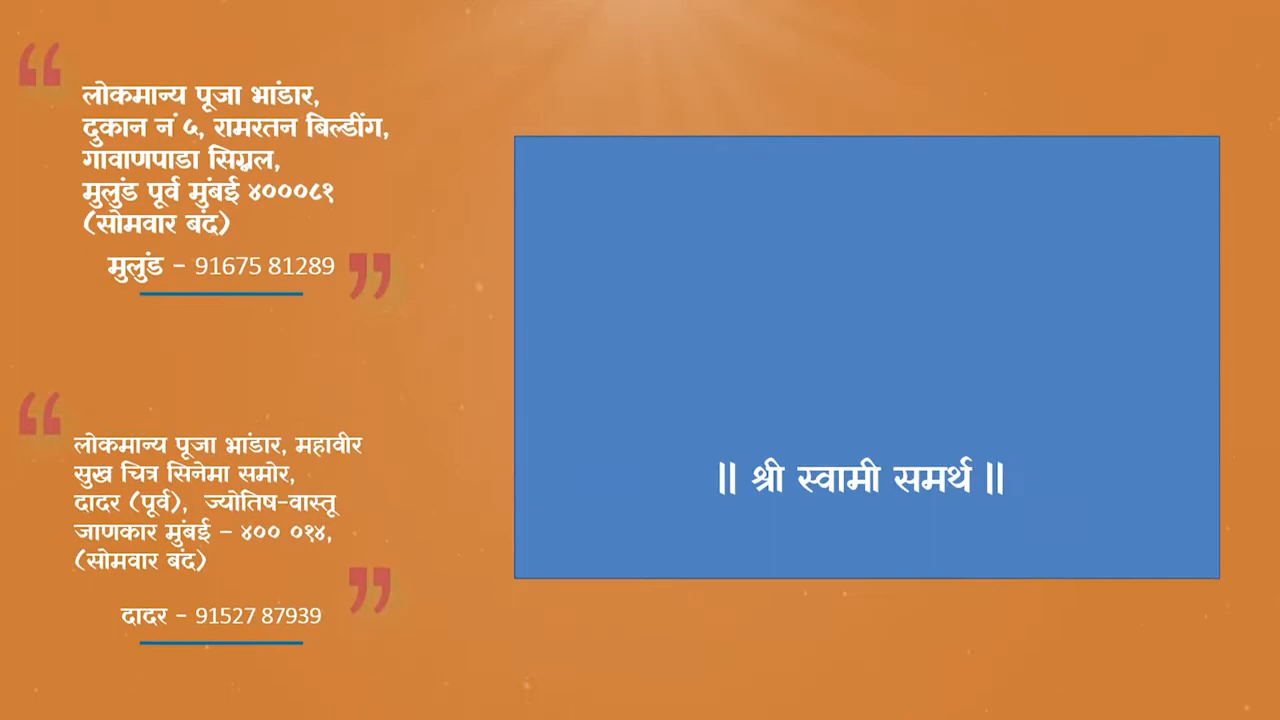 लोकमान्य पूजा भांडार,
दुकान नं ५, रामरतन बिल्डींग,
गावाणपाडा सिग्नल,
मुलुंड पूर्व मुंबई ४०००८१
(सोमवार बंद)
मुलुंड - 91675 81289
लोकमान्य पूजा भांडार, महावीर
सुख चित्र सिनेमा समोर,
दादर (पूर्व), ज्योतिष-वास्तू
जाणकार मुंबई - ४०० ०१४,
(सोमवार बंद)
दादर - 91527 87939
॥ श्री स्वामी समर्थ ॥